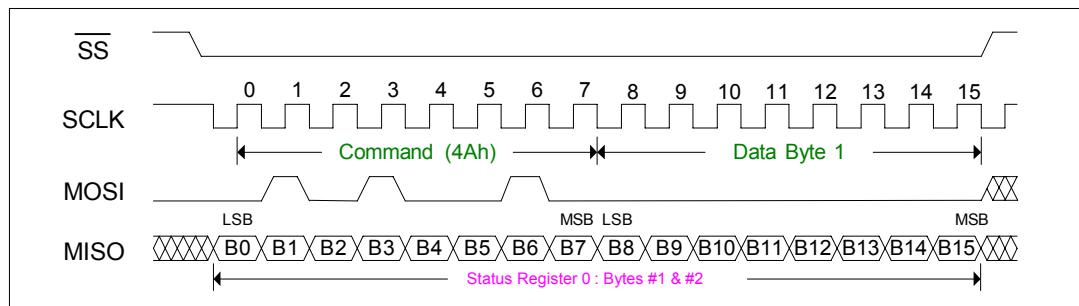 SS
0 1 2 3 4 5 6 7 8 9 10 11 12 13 14 15
SCLK
Command (4Ah) Data Byte 1
MOSI
LSB MSB LSB MSB
MISO B0 B1 B2 B3 B4 B5 B6 B7 B8 B9 B10 B11 B12 B13 B14 B15
Status Register 0 : Bytes #1 & #2